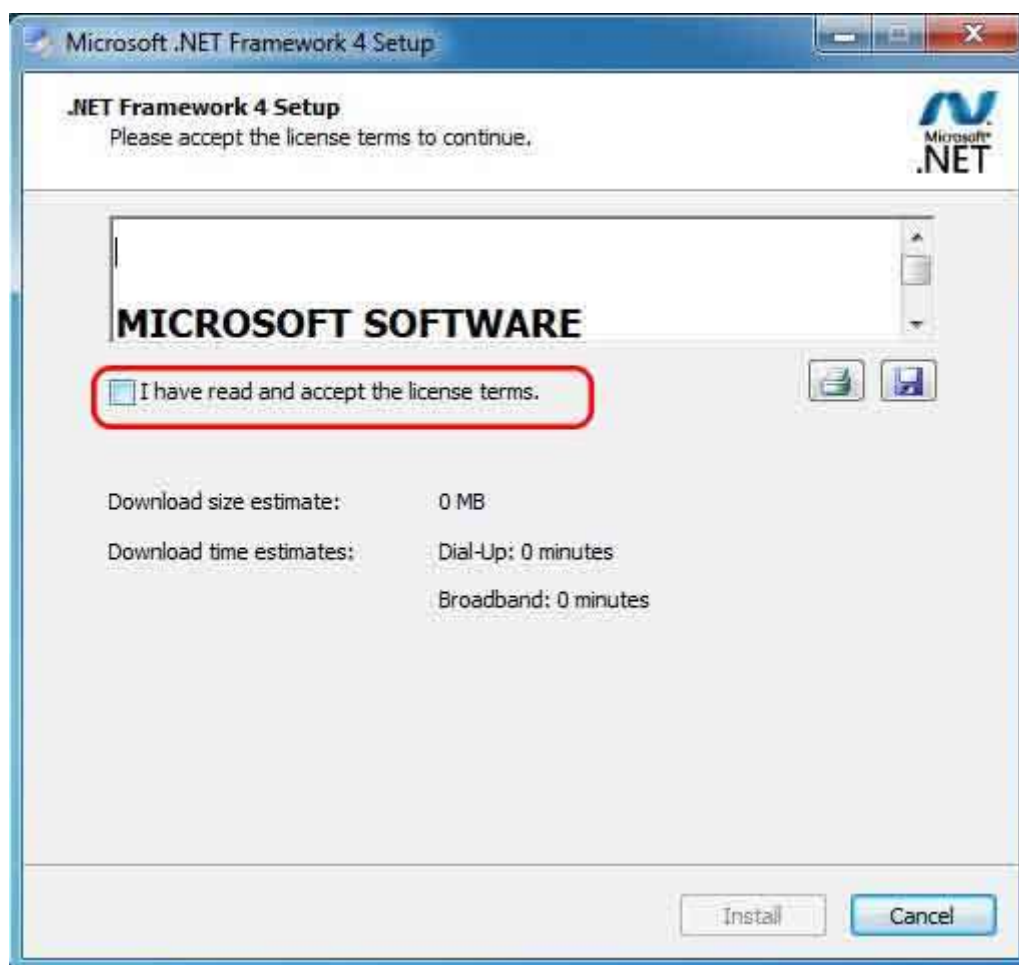 Microsoft .NET Framework 4 Setup
.NET Framework 4 Setup
Please accept the license terms to continue.
Microsoft®
.NET
MICROSOFT SOFTWARE
I have read and accept the license terms.
Download size estimate: 0 MB
Download time estimates: Dial-Up: 0 minutes
Broadband: 0 minutes
Install Cancel